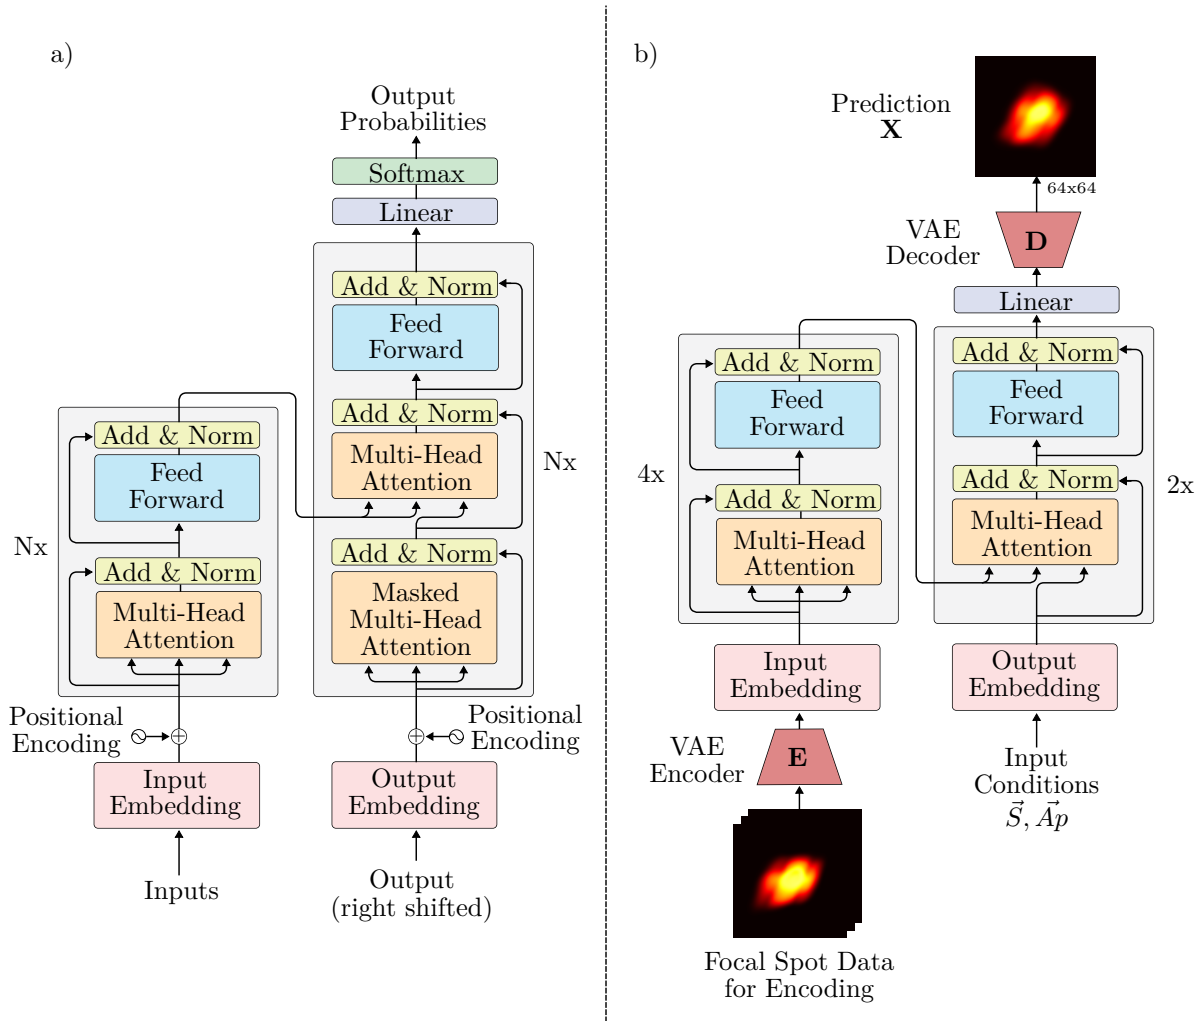 a)
Output
Probabilities
Softmax
Linear
Add & Norm
Feed
Forward
Add & Norm
Multi-Head
Attention
Nx
Add & Norm
Masked
Multi-Head
Attention
Add & Norm
Feed
Forward
Nx
Add & Norm
Multi-Head
Attention
Positional
Encoding
Positional
Encoding
Input
Embedding
Output
Embedding
Inputs
Output
(right shifted)
b)
Prediction
X
64x64
VAE
Decoder
D
Linear
Add & Norm
Feed
Forward
4x
Add & Norm
Multi-Head
Attention
Add & Norm
Feed
Forward
Add & Norm
2x
Multi-Head
Attention
Input
Embedding
Output
Embedding
VAE
Encoder
E
Input
Conditions
$\vec{S}, \vec{Ap}$
Focal Spot Data
for Encoding